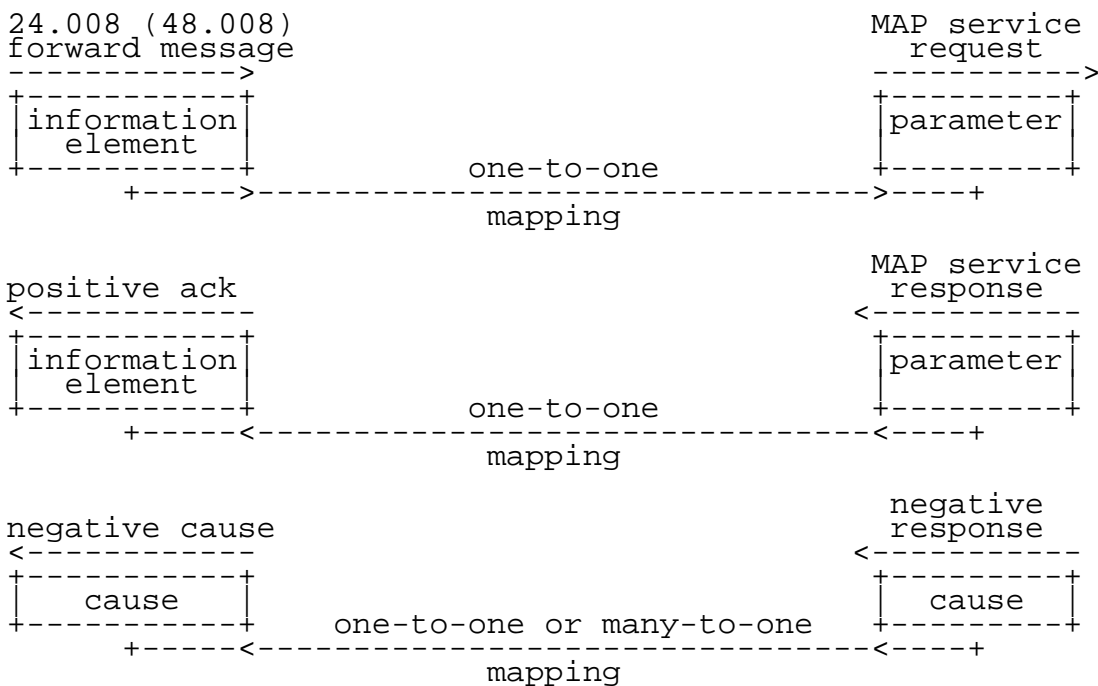 24.008 (48.008) MAP service
forward message request
------------> ----------->
+-----------+ +---------+
|information| |parameter|
| element | | |
+-----------+ one-to-one +---------+
+----->-------------------------------->----+
mapping
MAP service
positive ack response
<------------ <-----------
+-----------+ +---------+
|information| |parameter|
| element | | |
+-----------+ one-to-one +---------+
+-----<--------------------------------<----+
mapping
negative
negative cause response
<------------ <-----------
+-----------+ +---------+
| cause | | cause |
+-----------+ one-to-one or many-to-one +---------+
+-----<--------------------------------<----+
mapping